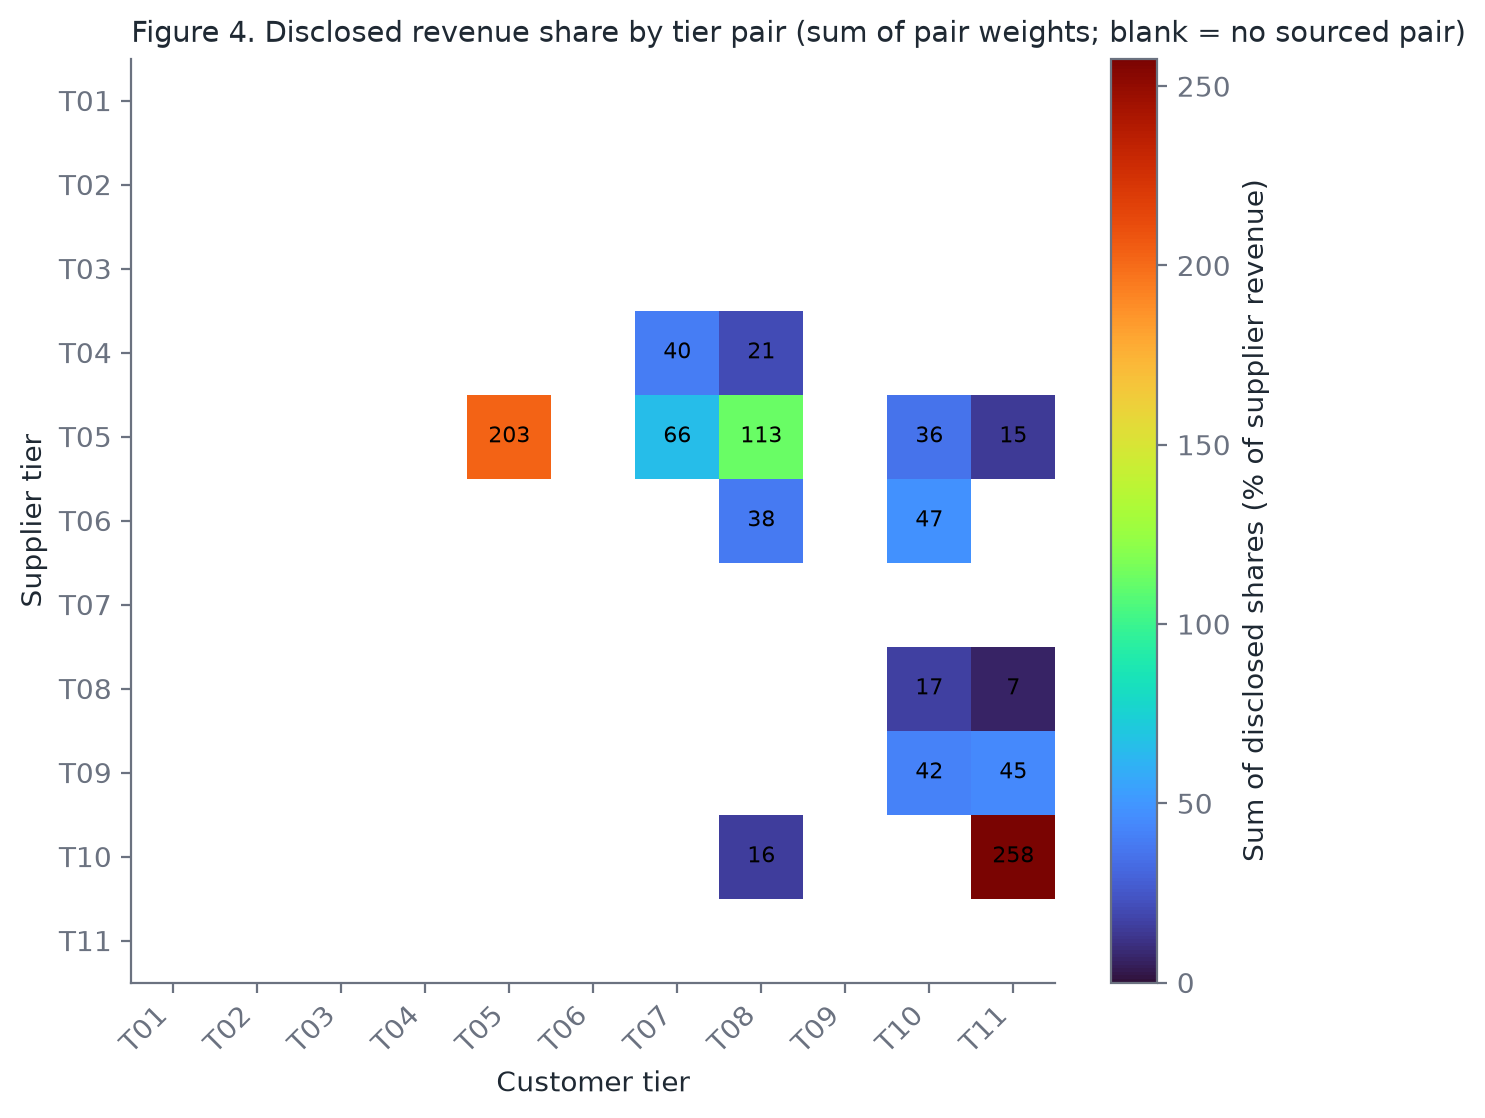 Figure 4. Disclosed revenue share by tier pair (sum of pair weights; blank = no sourced pair)
Supplier tier
T01
T02
T03
T04
T05
T06
T07
T08
T09
T10
T11
40 21
203 66 113 36 15
38 47
17 7
42 45
16 258
T01 T02 T03 T04 T05 T06 T07 T08 T09 T10 T11
Customer tier
250
200
150
100
50
0
Sum of disclosed shares (% of supplier revenue)